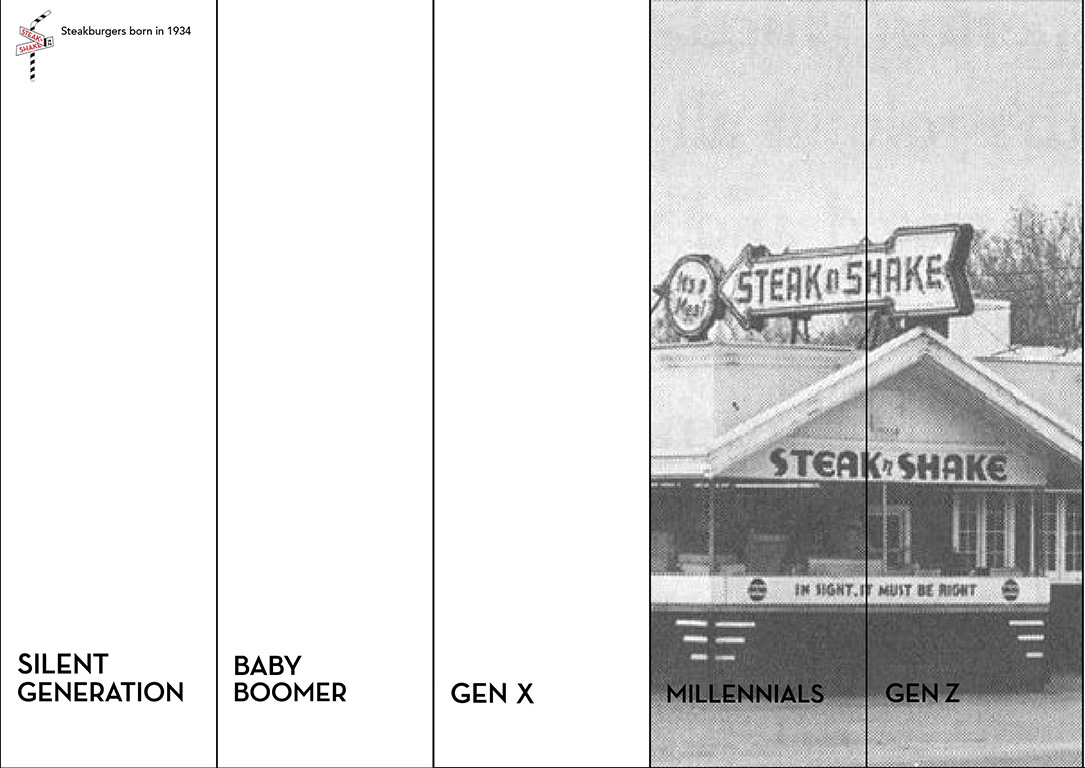 STEAK
SHAKE
Steakburgers born in 1934
It's a
Meal
STEAK n SHAKE
STEAK n SHAKE
IN SIGHT, IT MUST BE RIGHT
SILENT
GENERATION
BABY
BOOMER
GEN X
MILLENNIALS
GEN Z